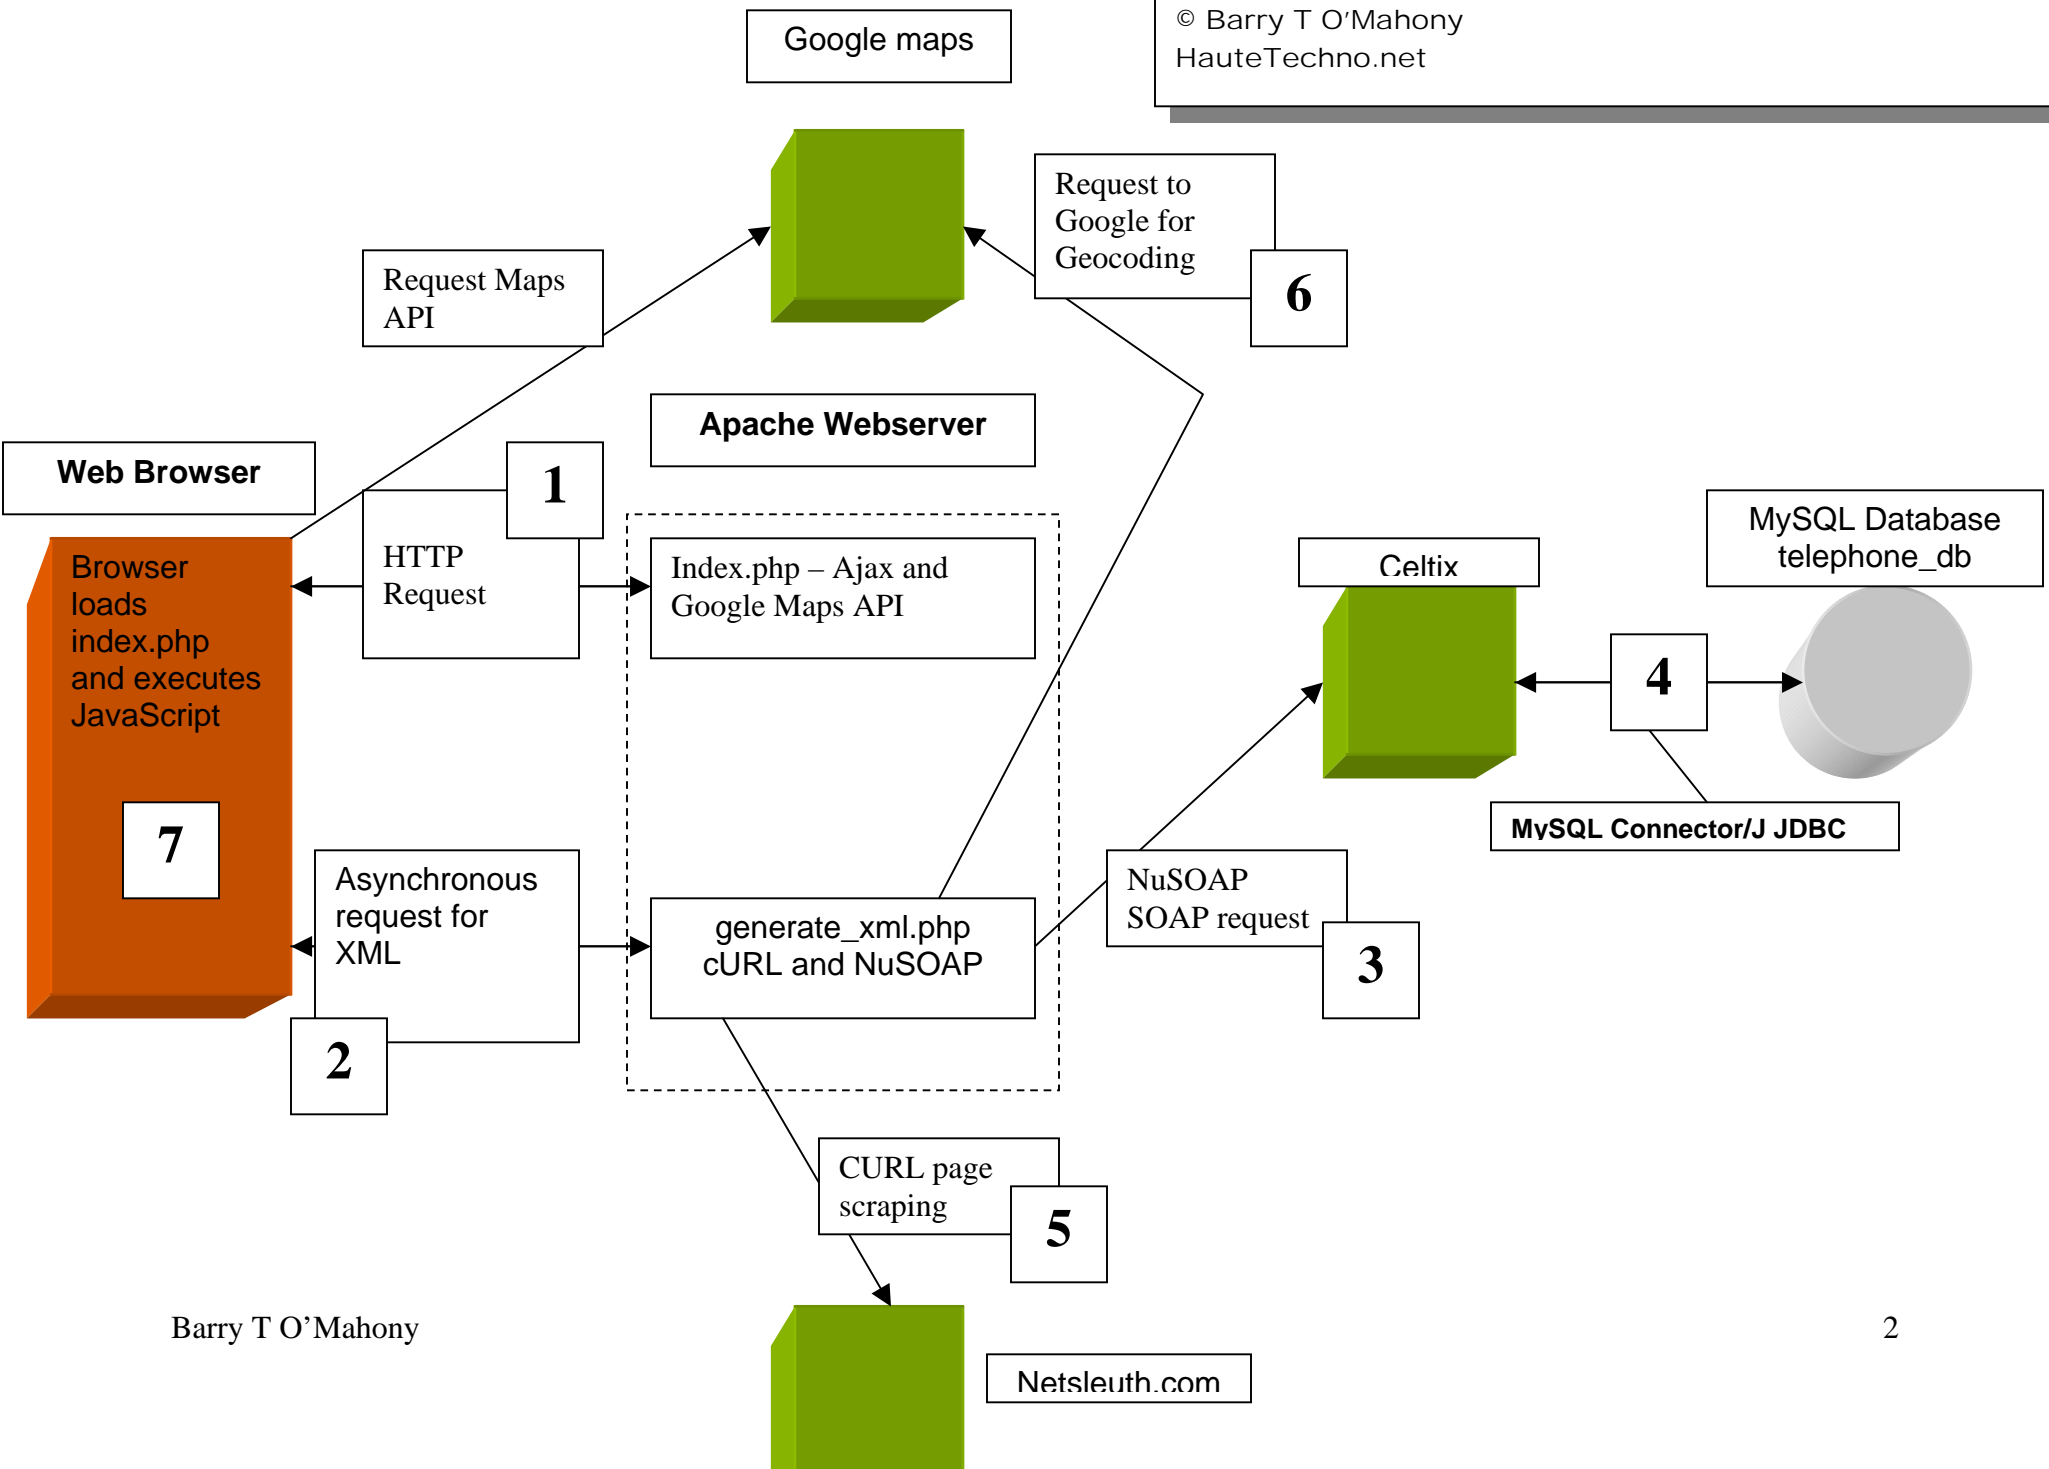 © Barry T O'Mahony
HauteTechno.net
Google maps
Request to
Google for
Geocoding
6
Request Maps
API
Apache Webserver
Web Browser
1
HTTP
Request
Index.php – Ajax and
Google Maps API
Celtix
MySQL Database
telephone_db
Browser
loads
index.php
and executes
JavaScript
4
MySQL Connector/J JDBC
7
Asynchronous
request for
XML
2
generate_xml.php
cURL and NuSOAP
NuSOAP
SOAP request
3
CURL page
scraping
5
Barry T O’Mahony
2
Netsleuth.com